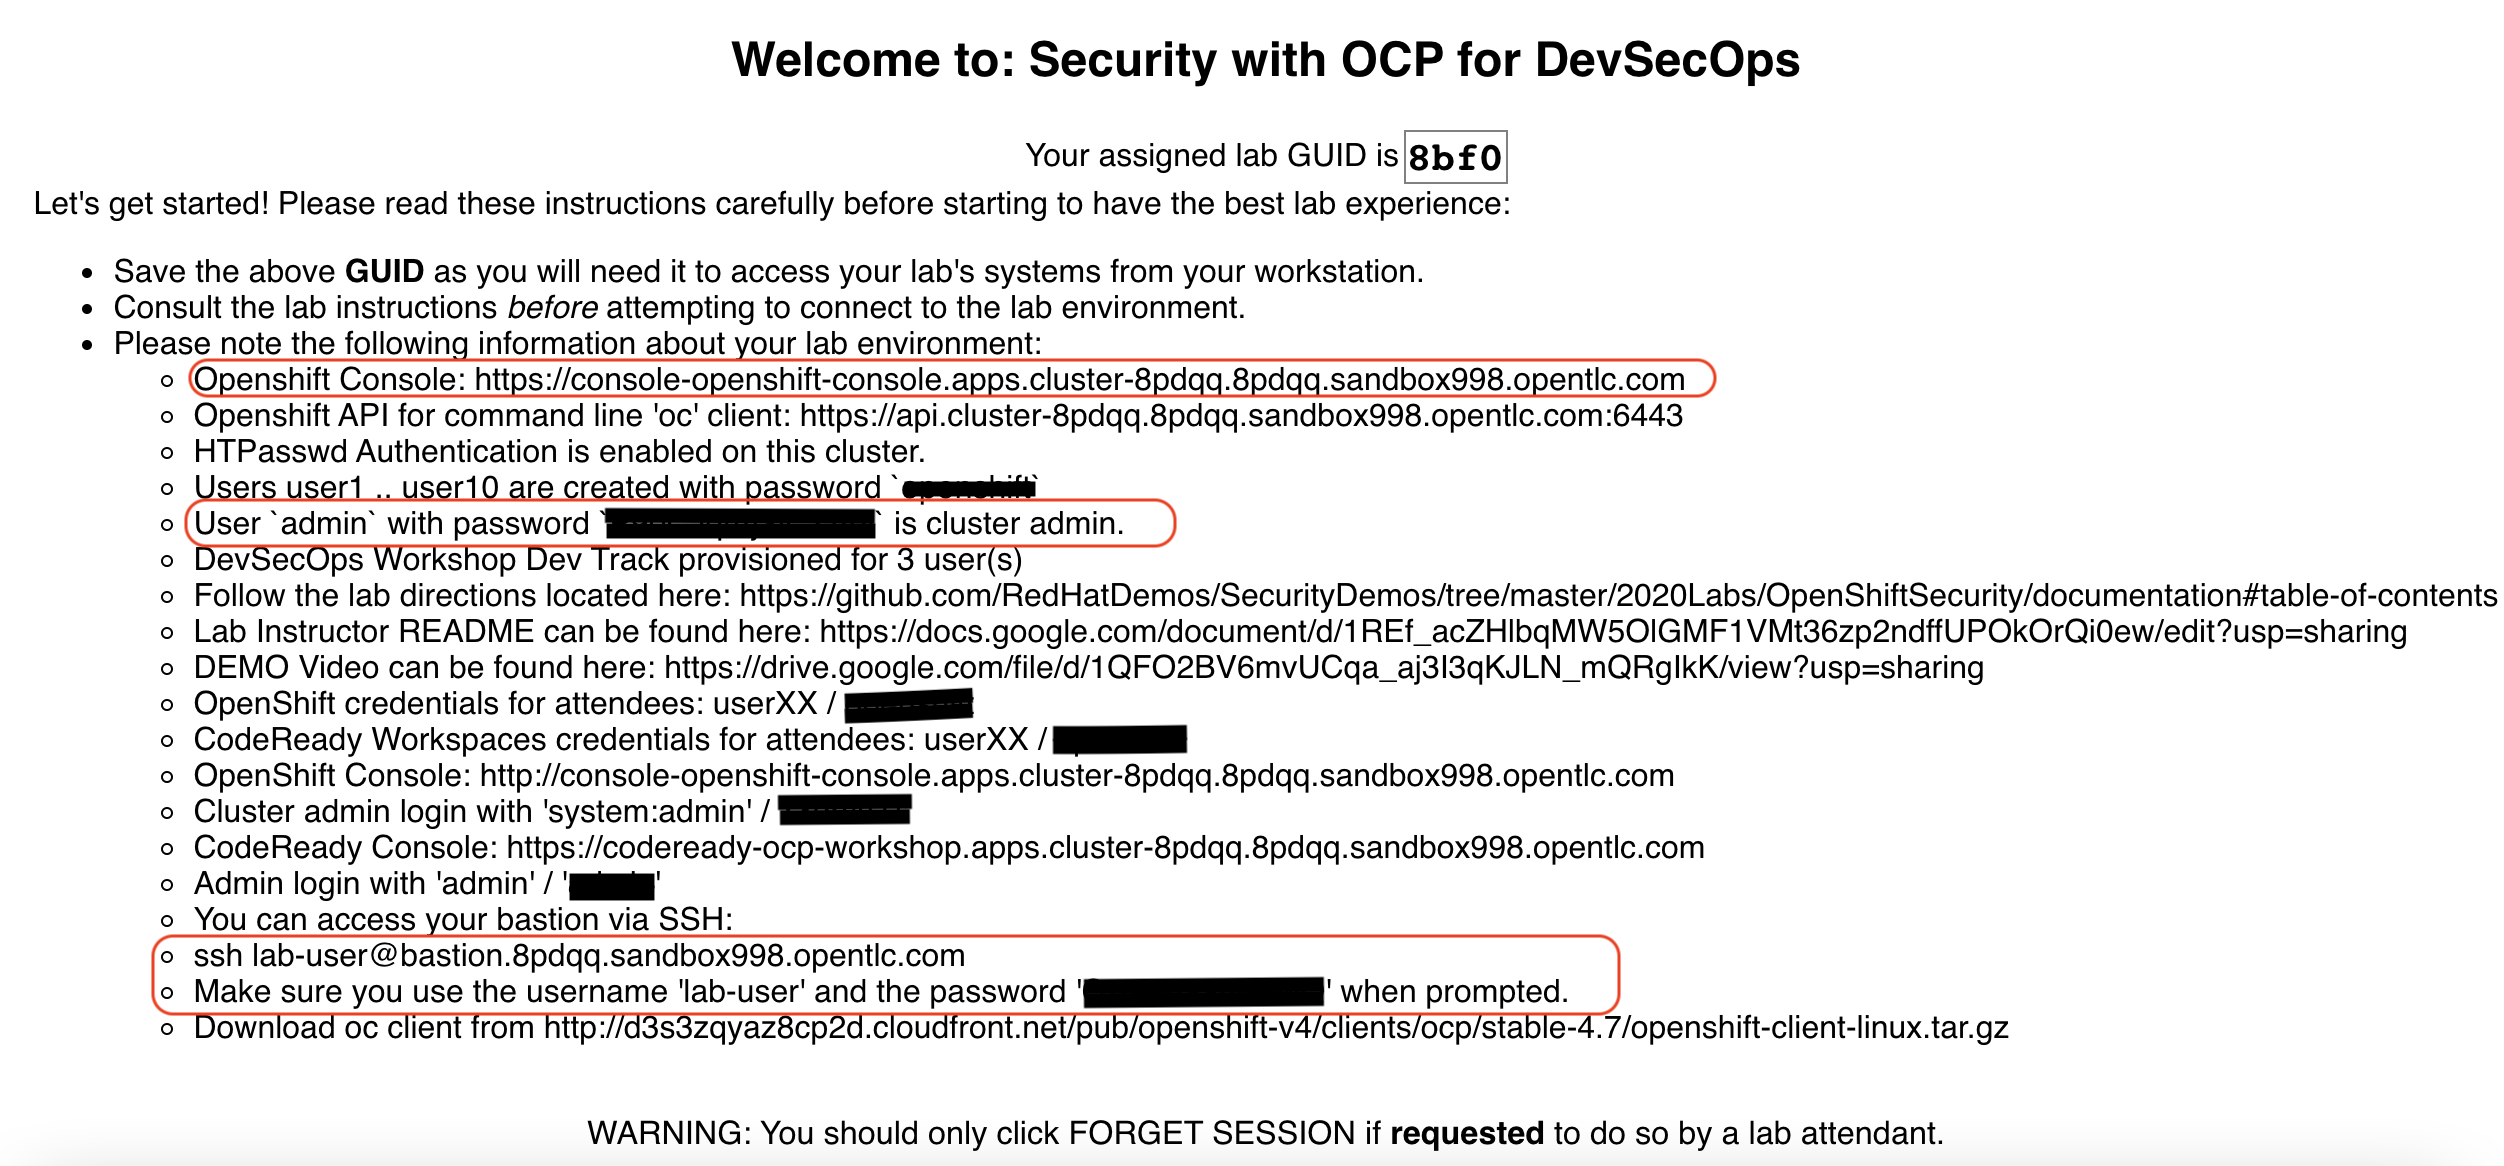 Welcome to: Security with OCP for DevSecOps
Your assigned lab GUID is 8bf0
Let's get started! Please read these instructions carefully before starting to have the best lab experience:
Save the above GUID as you will need it to access your lab's systems from your workstation.
Consult the lab instructions before attempting to connect to the lab environment.
Please note the following information about your lab environment:
Openshift Console: https://console-openshift-console.apps.cluster-8pdqq.8pdqq.sandbox998.opentlc.com
Openshift API for command line 'oc' client: https://api.cluster-8pdqq.8pdqq.sandbox998.opentlc.com:6443
HTPasswd Authentication is enabled on this cluster.
Users user1 .. user10 are created with password ` `
User `admin` with password ` ` is cluster admin.
DevSecOps Workshop Dev Track provisioned for 3 user(s)
Follow the lab directions located here: https://github.com/RedHatDemos/SecurityDemos/tree/master/2020Labs/OpenShiftSecurity/documentation#table-of-contents
Lab Instructor README can be found here: https://docs.google.com/document/d/1REf_acZHlbqMW5OlGMF1VMt36zp2ndffUPOkOrQi0ew/edit?usp=sharing
DEMO Video can be found here: https://drive.google.com/file/d/1QFO2BV6mvUCqa_aj3I3qKJLN_mQRgIkK/view?usp=sharing
OpenShift credentials for attendees: userXX /
CodeReady Workspaces credentials for attendees: userXX /
OpenShift Console: http://console-openshift-console.apps.cluster-8pdqq.8pdqq.sandbox998.opentlc.com
Cluster admin login with 'system:admin' /
CodeReady Console: https://codeready-ocp-workshop.apps.cluster-8pdqq.8pdqq.sandbox998.opentlc.com
Admin login with 'admin' / ' '
You can access your bastion via SSH:
ssh lab-user@bastion.8pdqq.sandbox998.opentlc.com
Make sure you use the username 'lab-user' and the password ' ' when prompted.
Download oc client from http://d3s3zqyaz8cp2d.cloudfront.net/pub/openshift-v4/clients/ocp/stable-4.7/openshift-client-linux.tar.gz
WARNING: You should only click FORGET SESSION if requested to do so by a lab attendant.